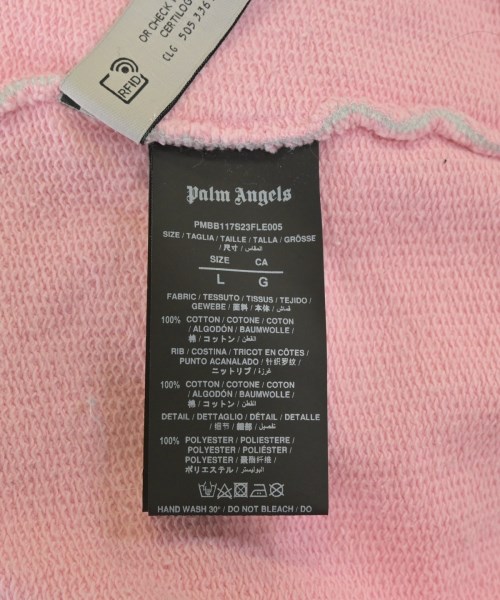 OR CHECK
CERTILOG
CLG 505 336
RFID
Palm Angels
PMBB117S23FLE005
SIZE / TAGLIA / TAILLE / TALLA / GRÖSSE
/ 尺寸 / المقاس
SIZE CA
L G
FABRIC / TESSUTO / TISSUS / TEJIDO /
GEWEBE / 面料 / 本体 / قماش
100% COTTON / COTONE / COTON
/ ALGODÓN / BAUMWOLLE /
棉 / コットン / القطن
RIB / COSTINA / TRICOT EN CÔTES /
PUNTO ACANALADO / 针织罗纹
/ ニットリブ / غرزة
100% COTTON / COTONE / COTON
/ ALGODÓN / BAUMWOLLE /
棉 / コットン / القطن
DETAIL / DETTAGLIO / DÉTAIL / DETALLE
/ 细节 / 細部 / تفصيل
100% POLYESTER / POLIESTERE /
POLYESTER / POLIÉSTER /
POLYESTER / 聚酯纤维 /
ポリエステル / البوليستر
HAND WASH 30° / DO NOT BLEACH / DO